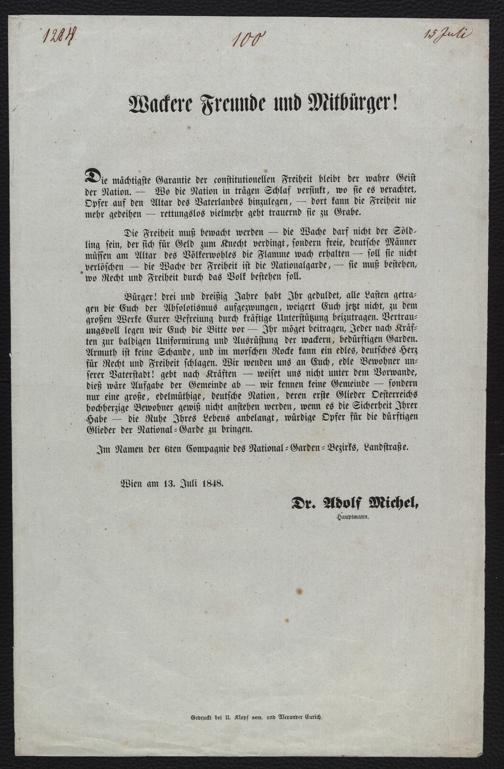 1284 100 15 Juli
Wackere Freunde und Mitbürger!
Die mächtigste Garantie der constitutionellen Freiheit bleibt der wahre Geist
der Nation. — Wo die Nation in trägen Schlaf versinkt, wo sie es verachtet,
Opfer auf den Altar des Vaterlandes hinzulegen, — dort kann die Freiheit nie
mehr gedeihen — rettungslos vielmehr geht trauernd sie zu Grabe.
Die Freiheit muß bewacht werden — die Wache darf nicht der Söld-
ling sein, der sich für Geld zum Knecht verdingt, sondern freie, deutsche Männer
müssen am Altar des Völkerwohles die Flamme wach erhalten — soll sie nicht
verlöschen — die Wache der Freiheit ist die Nationalgarde, — sie muß bestehen,
wo Recht und Freiheit durch das Volk bestehen soll.
Bürger! drei und dreißig Jahre habt Ihr geduldet, alle Lasten getra-
gen die Euch der Absolotismus aufgezwungen, weigert Euch jetzt nicht, zu dem
großen Werke Eurer Befreiung durch kräftige Unterstützung beizutragen. Vertrau-
ungsvoll legen wir Euch die Bitte vor — Ihr möget beitragen, Jeder nach Kräf-
ten zur baldigen Uniformirung und Ausrüstung der wackern, bedürftigen Garden.
Armuth ist keine Schande, und im morschen Rocke kann ein edles, deutsches Herz
für Recht und Freiheit schlagen. Wir wenden uns an Euch, edle Bewohner un-
serer Vaterstadt! gebt nach Kräften — weiset uns nicht unter dem Vorwande,
dieß wäre Aufgabe der Gemeinde ab — wir kennen keine Gemeinde — sondern
nur eine große, edelmüthige, deutsche Nation, deren erste Glieder Oesterreichs
hochherzige Bewohner gewiß nicht anstehen werden, wenn es die Sicherheit Ihrer
Habe — die Ruhe Ihres Lebens anbelangt, würdige Opfer für die dürftigen
Glieder der National-Garde zu bringen.
Im Namen der 6ten Compagnie des National-Garden-Bezirks, Landstraße.
Wien am 13. Juli 1848.
Dr. Adolf Michel,
Hauptmann.
Gedruckt bei U. Klopf sen. und Alexander Eurich.